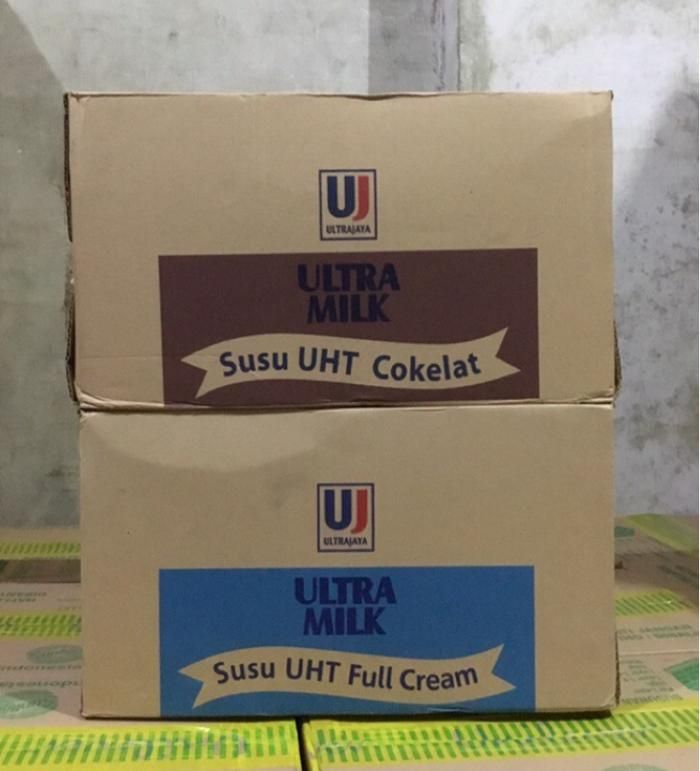 UJ
ULTRAJAYA
ULTRA
MILK
Susu UHT Cokelat
UJ
ULTRAJAYA
ULTRA
MILK
Susu UHT Full Cream